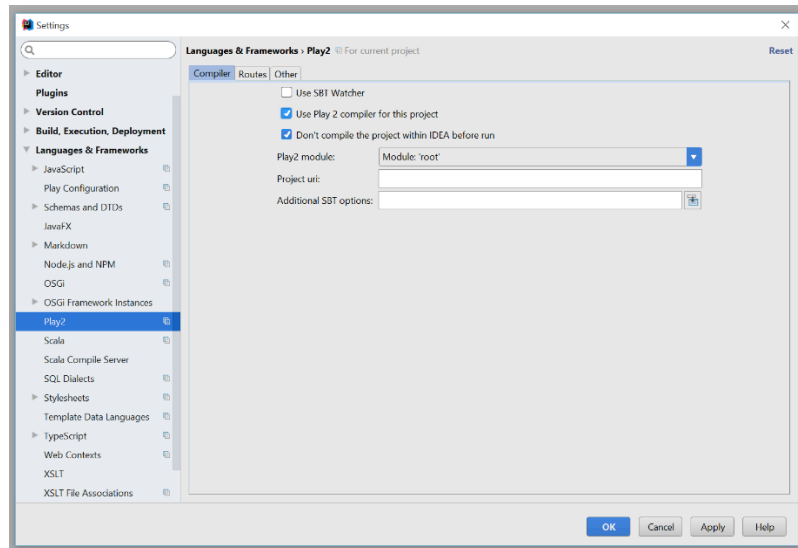 Settings
Languages & Frameworks › Play2 For current project Reset
Editor
Plugins
Version Control
Build, Execution, Deployment
Languages & Frameworks
JavaScript
Play Configuration
Schemas and DTDs
JavaFX
Markdown
Node.js and NPM
OSGi
OSGi Framework Instances
Play2
Scala
Scala Compile Server
SQL Dialects
Stylesheets
Template Data Languages
TypeScript
Web Contexts
XSLT
XSLT File Associations
Compiler Routes Other
Use SBT Watcher
Use Play 2 compiler for this project
Don't compile the project within IDEA before run
Play2 module: Module: 'root'
Project uri:
Additional SBT options:
OK Cancel Apply Help